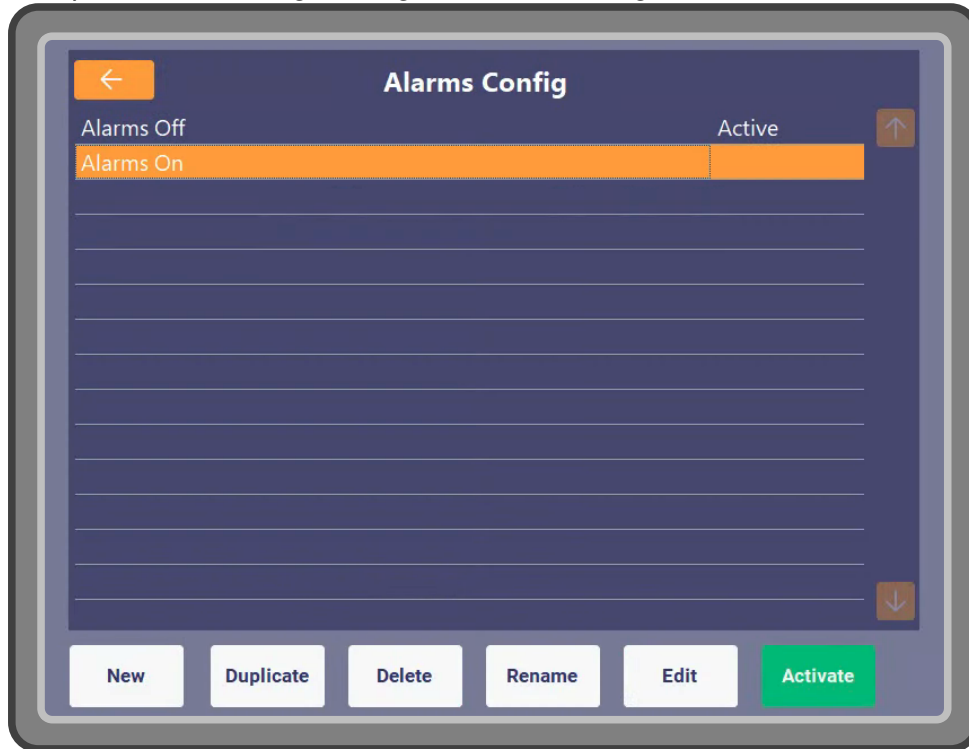 Alarms Config
Alarms Off Active
Alarms On
New Duplicate Delete Rename Edit Activate